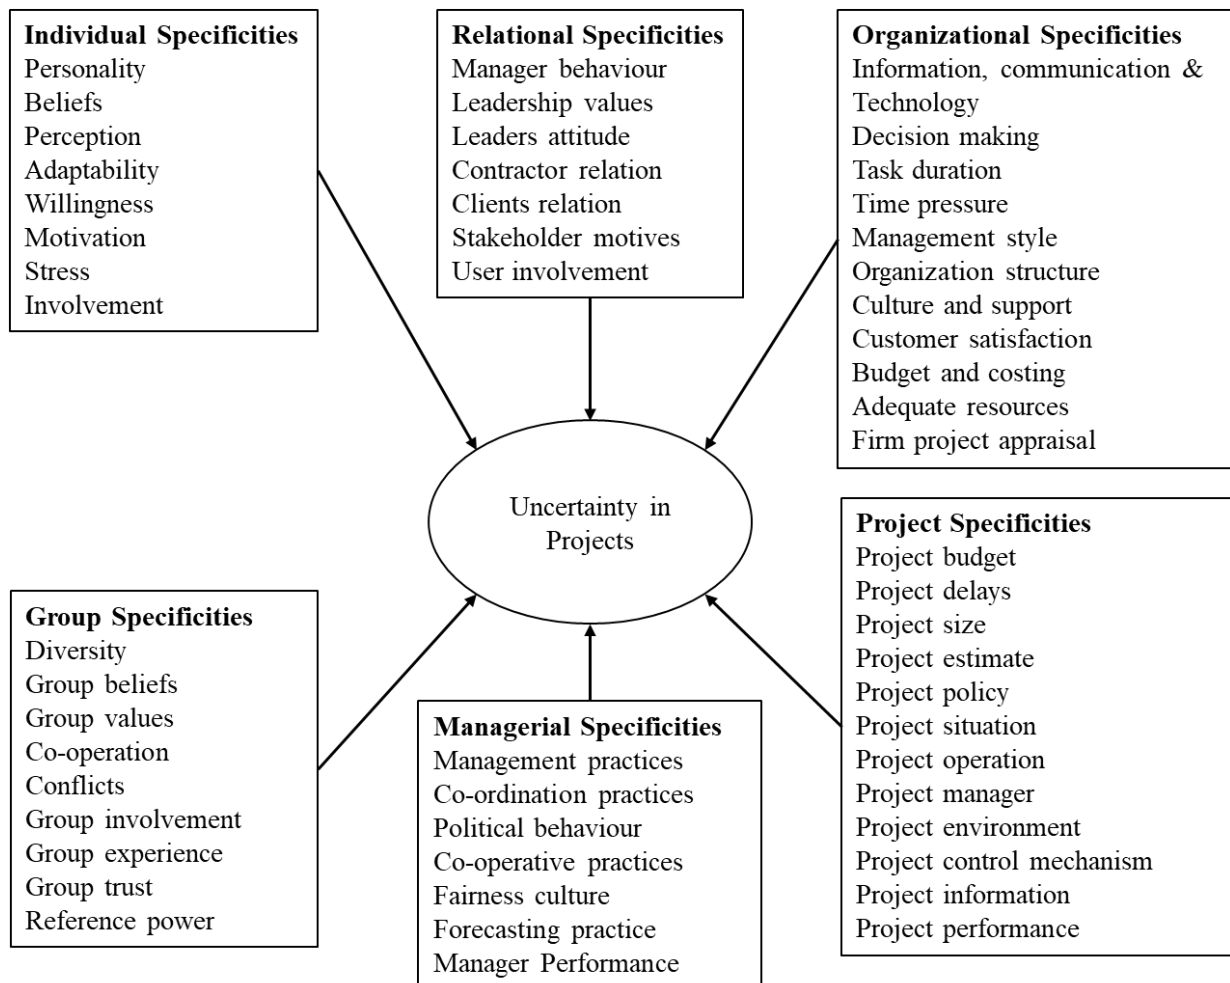 Individual Specificities
Personality
Beliefs
Perception
Adaptability
Willingness
Motivation
Stress
Involvement
Relational Specificities
Manager behaviour
Leadership values
Leaders attitude
Contractor relation
Clients relation
Stakeholder motives
User involvement
Organizational Specificities
Information, communication &
Technology
Decision making
Task duration
Time pressure
Management style
Organization structure
Culture and support
Customer satisfaction
Budget and costing
Adequate resources
Firm project appraisal
Uncertainty in
Projects
Group Specificities
Diversity
Group beliefs
Group values
Co-operation
Conflicts
Group involvement
Group experience
Group trust
Reference power
Managerial Specificities
Management practices
Co-ordination practices
Political behaviour
Co-operative practices
Fairness culture
Forecasting practice
Manager Performance
Project Specificities
Project budget
Project delays
Project size
Project estimate
Project policy
Project situation
Project operation
Project manager
Project environment
Project control mechanism
Project information
Project performance